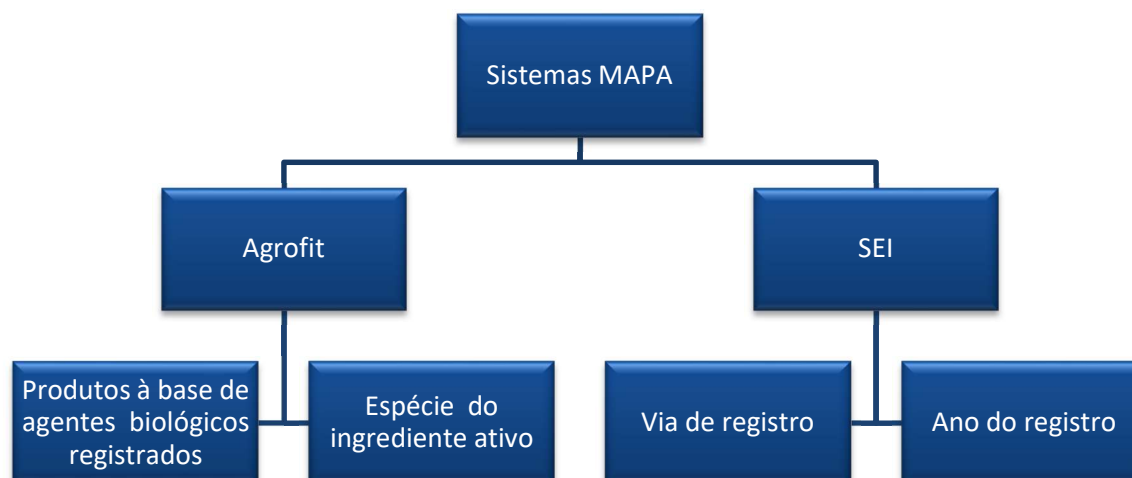 Sistemas MAPA
Agrofit
SEI
Produtos à base de
agentes biológicos
registrados
Espécie do
ingrediente ativo
Via de registro
Ano do registro